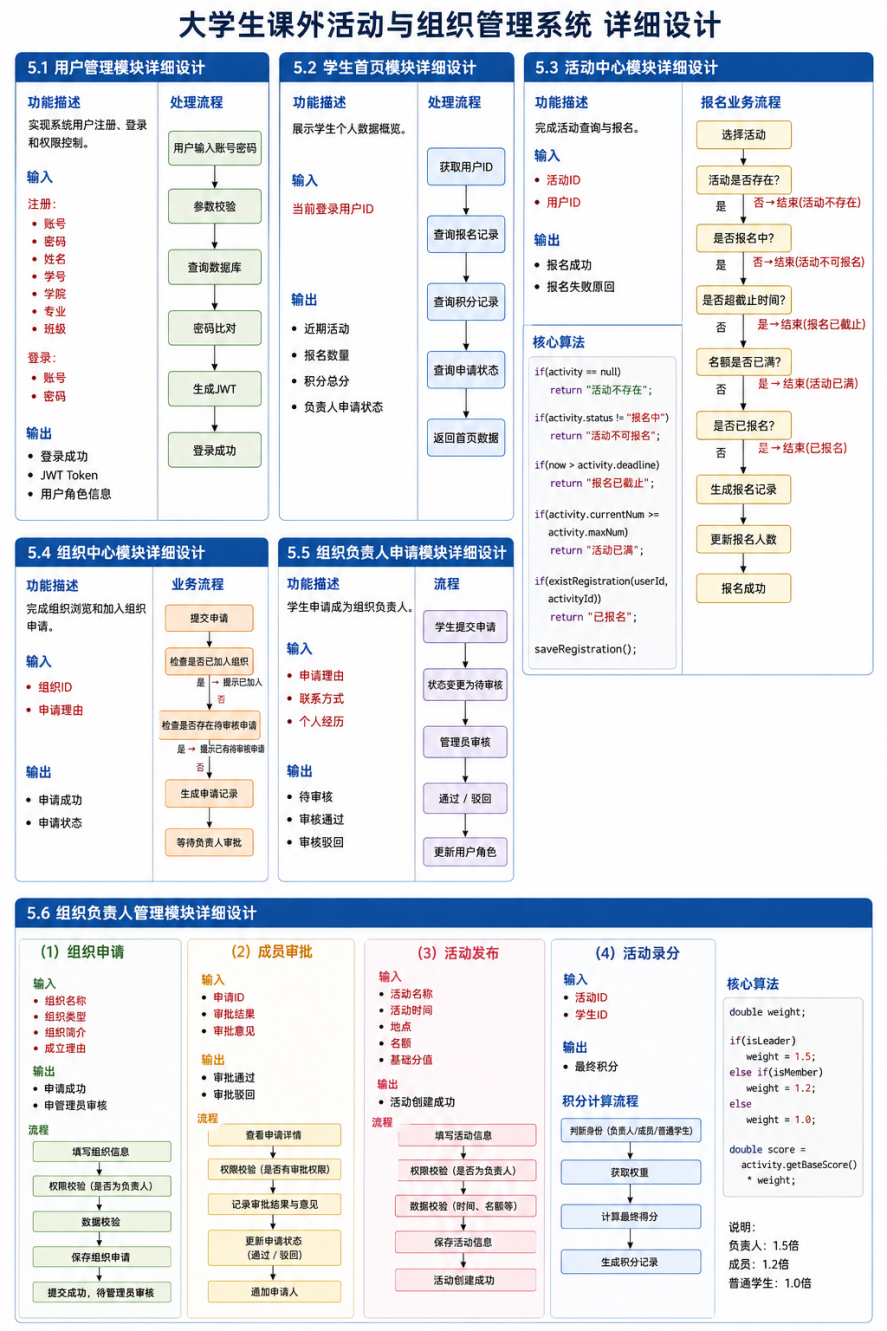 大学生课外活动与组织管理系统 详细设计
5.1 用户管理模块详细设计
功能描述
实现系统用户注册、登录
和权限控制。
输入
注册:
• 账号
• 密码
• 姓名
• 学号
• 学院
• 专业
• 班级
登录:
• 账号
• 密码
输出
• 登录成功
• JWT Token
• 用户角色信息
处理流程
用户输入账号密码
参数校验
查询数据库
密码比对
生成JWT
登录成功
5.2 学生首页模块详细设计
功能描述
展示学生个人数据概览。
输入
当前登录用户ID
输出
• 近期活动
• 报名数量
• 积分总分
• 负责人申请状态
处理流程
获取用户ID
查询报名记录
查询积分记录
查询申请状态
返回首页数据
5.3 活动中心模块详细设计
功能描述
完成活动查询与报名。
输入
• 活动ID
• 用户ID
输出
• 报名成功
• 报名失败原回
核心算法
if(activity == null)
return "活动不存在";
if(activity.status != "报名中")
return "活动不可报名";
if(now > activity.deadline)
return "报名已截止";
if(activity.currentNum >=
activity.maxNum)
return "活动已满";
if(existRegistration(userId,
activityId))
return "已报名";
saveRegistration();
报名业务流程
选择活动
活动是否存在?
是 否→结束(活动不存在)
是否报名中?
是 否→结束(活动不可报名)
是否超截止时间?
否 是→结束(报名已截止)
名额是否已满?
否 是→结束(活动已满)
是否已报名?
否 是→结束(已报名)
生成报名记录
更新报名人数
报名成功
5.4 组织中心模块详细设计
功能描述
完成组织浏览和加入组织
申请。
输入
• 组织ID
• 申请理由
输出
• 申请成功
• 申请状态
业务流程
提交申请
检查是否已加人组织
是 → 提示已加入
否
检查是否存在待审核申请
是 → 提示已有待审核申请
否
生成申请记录
等待负责人审批
5.5 组织负责人申请模块详细设计
功能描述
学生申请成为组织负责人。
输入
• 申请理由
• 联系方式
• 个人经历
输出
• 待审核
• 审核通过
• 审核驳回
流程
学生提交申请
状态变更为待审核
管理员审核
通过 / 驳回
更新用户角色
5.6 组织负责人管理模块详细设计
(1) 组织申请
输入
• 组织名称
• 组织类型
• 组织简介
• 成立理由
输出
• 申请成功
• 申管理员审核
流程
填写组织信息
权限校验 (是否为负责人)
数据校验
保存组织申请
提交成功, 待管理员审核
(2) 成员审批
输入
• 申请ID
• 审批结果
• 审批意见
输出
• 审批通过
• 审批驳回
流程
查看申请详情
权限校验 (是否有审批权限)
记录审批结果与意见
更新申请状态
(通过 / 驳回)
通加申请人
(3) 活动发布
输入
• 活动名称
• 活动时间
• 地点
• 名额
• 基础分值
输出
• 活动创建成功
流程
填写活动信息
权限校验 (是否为负责人)
数据校验 (时间、名额等)
保存活动信息
活动创建成功
(4) 活动录分
输入
• 活动ID
• 学生ID
输出
• 最终积分
积分计算流程
判断身份 (负责人/成员/普通学生)
获取权重
计算最终得分
生成积分记录
核心算法
double weight;
if(isLeader)
weight = 1.5;
else if(isMember)
weight = 1.2;
else
weight = 1.0;
double score =
activity.getBaseScore()
* weight;
说明:
负责人: 1.5倍
成员: 1.2倍
普通学生: 1.0倍